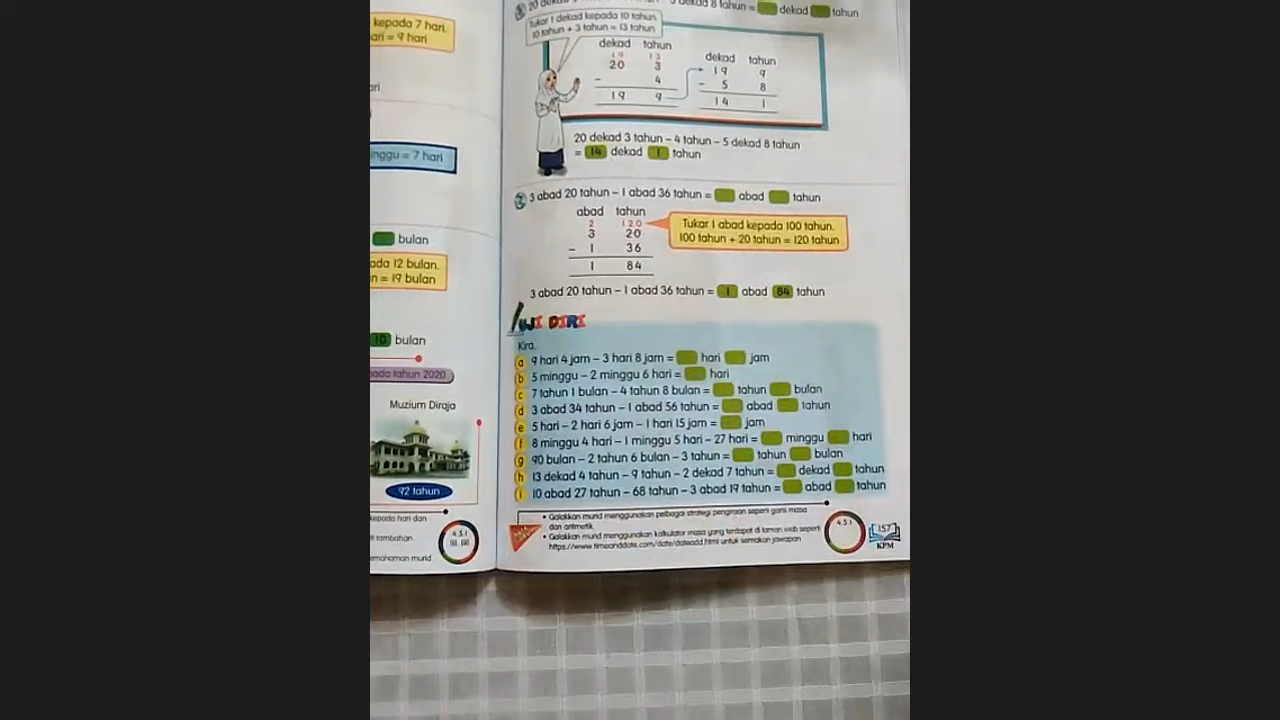 kepada 7 hari.
ari = 9 hari
ari
inggu = 7 hari
bulan
ada 12 bulan.
n = 19 bulan
10 bulan
pada tahun 2020
Muzium Diraja
92 tahun
kepada hari dan
ti tambahan
emahaman murid.
4.5.1
(ii), (iii)
8 tahun = dekad tahun
Tukar 1 dekad kepada 10 tahun.
10 tahun + 3 tahun = 13 tahun
dekad tahun
19 13
20 3
- 4
19 9
dekad tahun
19 9
- 5 8
14 1
20 dekad 3 tahun – 4 tahun – 5 dekad 8 tahun
= 14 dekad 1 tahun
3 abad 20 tahun – 1 abad 36 tahun = abad tahun
abad tahun
2 120
3 20
- 1 36
1 84
Tukar 1 abad kepada 100 tahun.
100 tahun + 20 tahun = 120 tahun
3 abad 20 tahun – 1 abad 36 tahun = 1 abad 84 tahun
UJI DIRI
Kira.
a 9 hari 4 jam – 3 hari 8 jam = hari jam
b 5 minggu – 2 minggu 6 hari = hari
c 7 tahun 1 bulan – 4 tahun 8 bulan = tahun bulan
d 3 abad 34 tahun – 1 abad 56 tahun = abad tahun
e 5 hari – 2 hari 6 jam – 1 hari 15 jam = jam
f 8 minggu 4 hari – 1 minggu 5 hari – 27 hari = minggu hari
g 90 bulan – 2 tahun 6 bulan – 3 tahun = tahun bulan
h 13 dekad 4 tahun – 9 tahun – 2 dekad 7 tahun = dekad tahun
i 10 abad 27 tahun – 68 tahun – 3 abad 19 tahun = abad tahun
• Galakkan murid menggunakan pelbagai strategi pengiraan seperti garis masa
dan aritmetik.
• Galakkan murid menggunakan kalkulator masa yang terdapat di laman web seperti
https://www.timeanddate.com/date/dateadd.html untuk semakan jawapan.
4.5.1
157
KPM